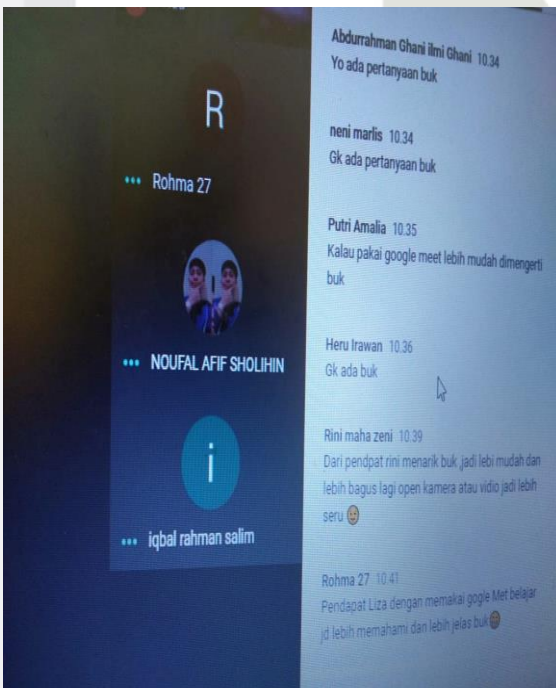 R
••• Rohma 27
••• NOUFAL AFIF SHOLIHIN
i
••• iqbal rahman salim
Abdurrahman Ghani ilmi Ghani 10.34
Yo ada pertanyaan buk
neni marlis 10.34
Gk ada pertanyaan buk
Putri Amalia 10.35
Kalau pakai google meet lebih mudah dimengerti
buk
Heru Irawan 10.36
Gk ada buk
Rini maha zeni 10.39
Dari pendpat rini menarik buk ,jadi lebi mudah dan
lebih bagus lagi open kamera atau vidio jadi lebih
seru 😉
Rohma 27 10.41
Pendapat Liza dengan memakai gogle Met belajar
jd lebih memahami dan lebih jelas buk😊